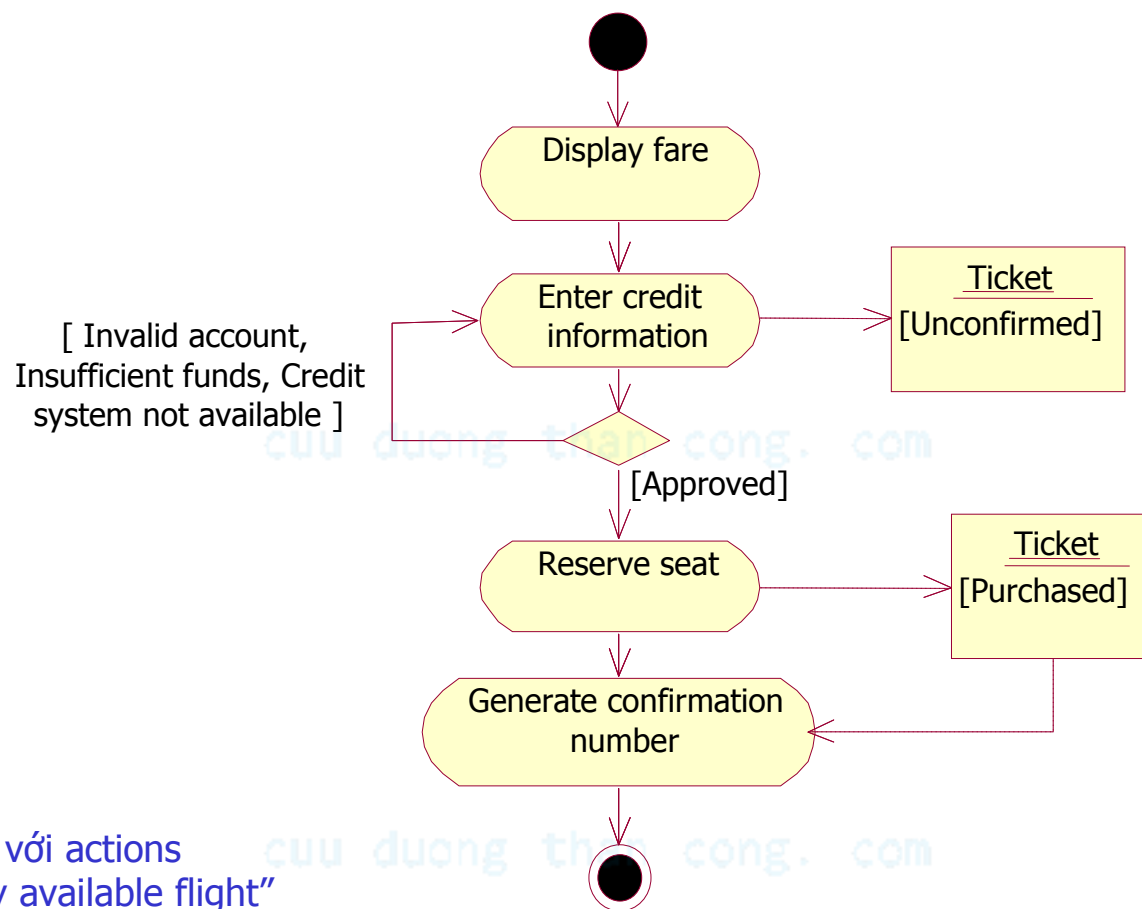 Display fare
Enter credit
information
Ticket
[Unconfirmed]
[ Invalid account,
Insufficient funds, Credit
system not available ]
cuu duong than cong. com
[Approved]
Reserve seat
Ticket
[Purchased]
Generate confirmation
number
với actions
available flight”
cuu duong than cong. com